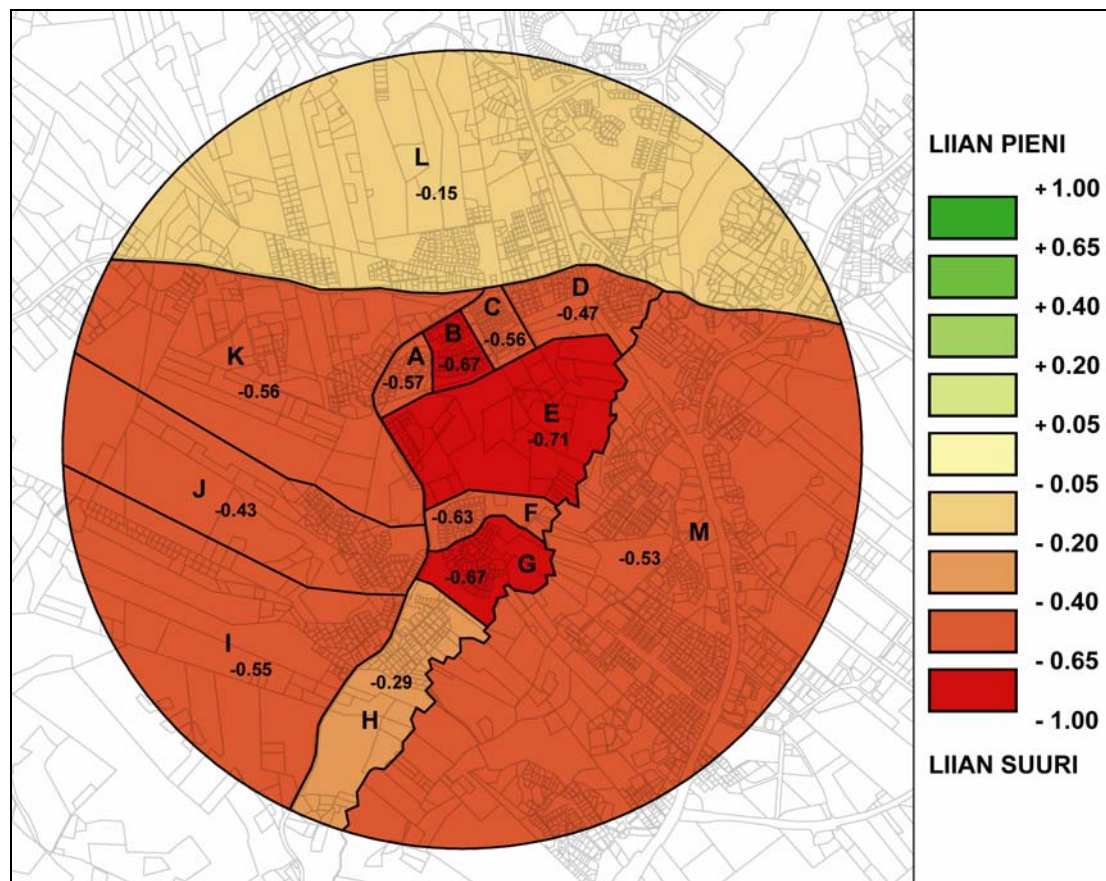 L
-0.15
D
-0.47
C
-0.56
B
-0.67
A
-0.57
K
-0.56
E
-0.71
J
-0.43
F
-0.63
M
-0.53
G
-0.67
I
-0.55
-0.29
H
LIIAN PIENI
+ 1.00
+ 0.65
+ 0.40
+ 0.20
+ 0.05
- 0.05
- 0.20
- 0.40
- 0.65
- 1.00
LIIAN SUURI